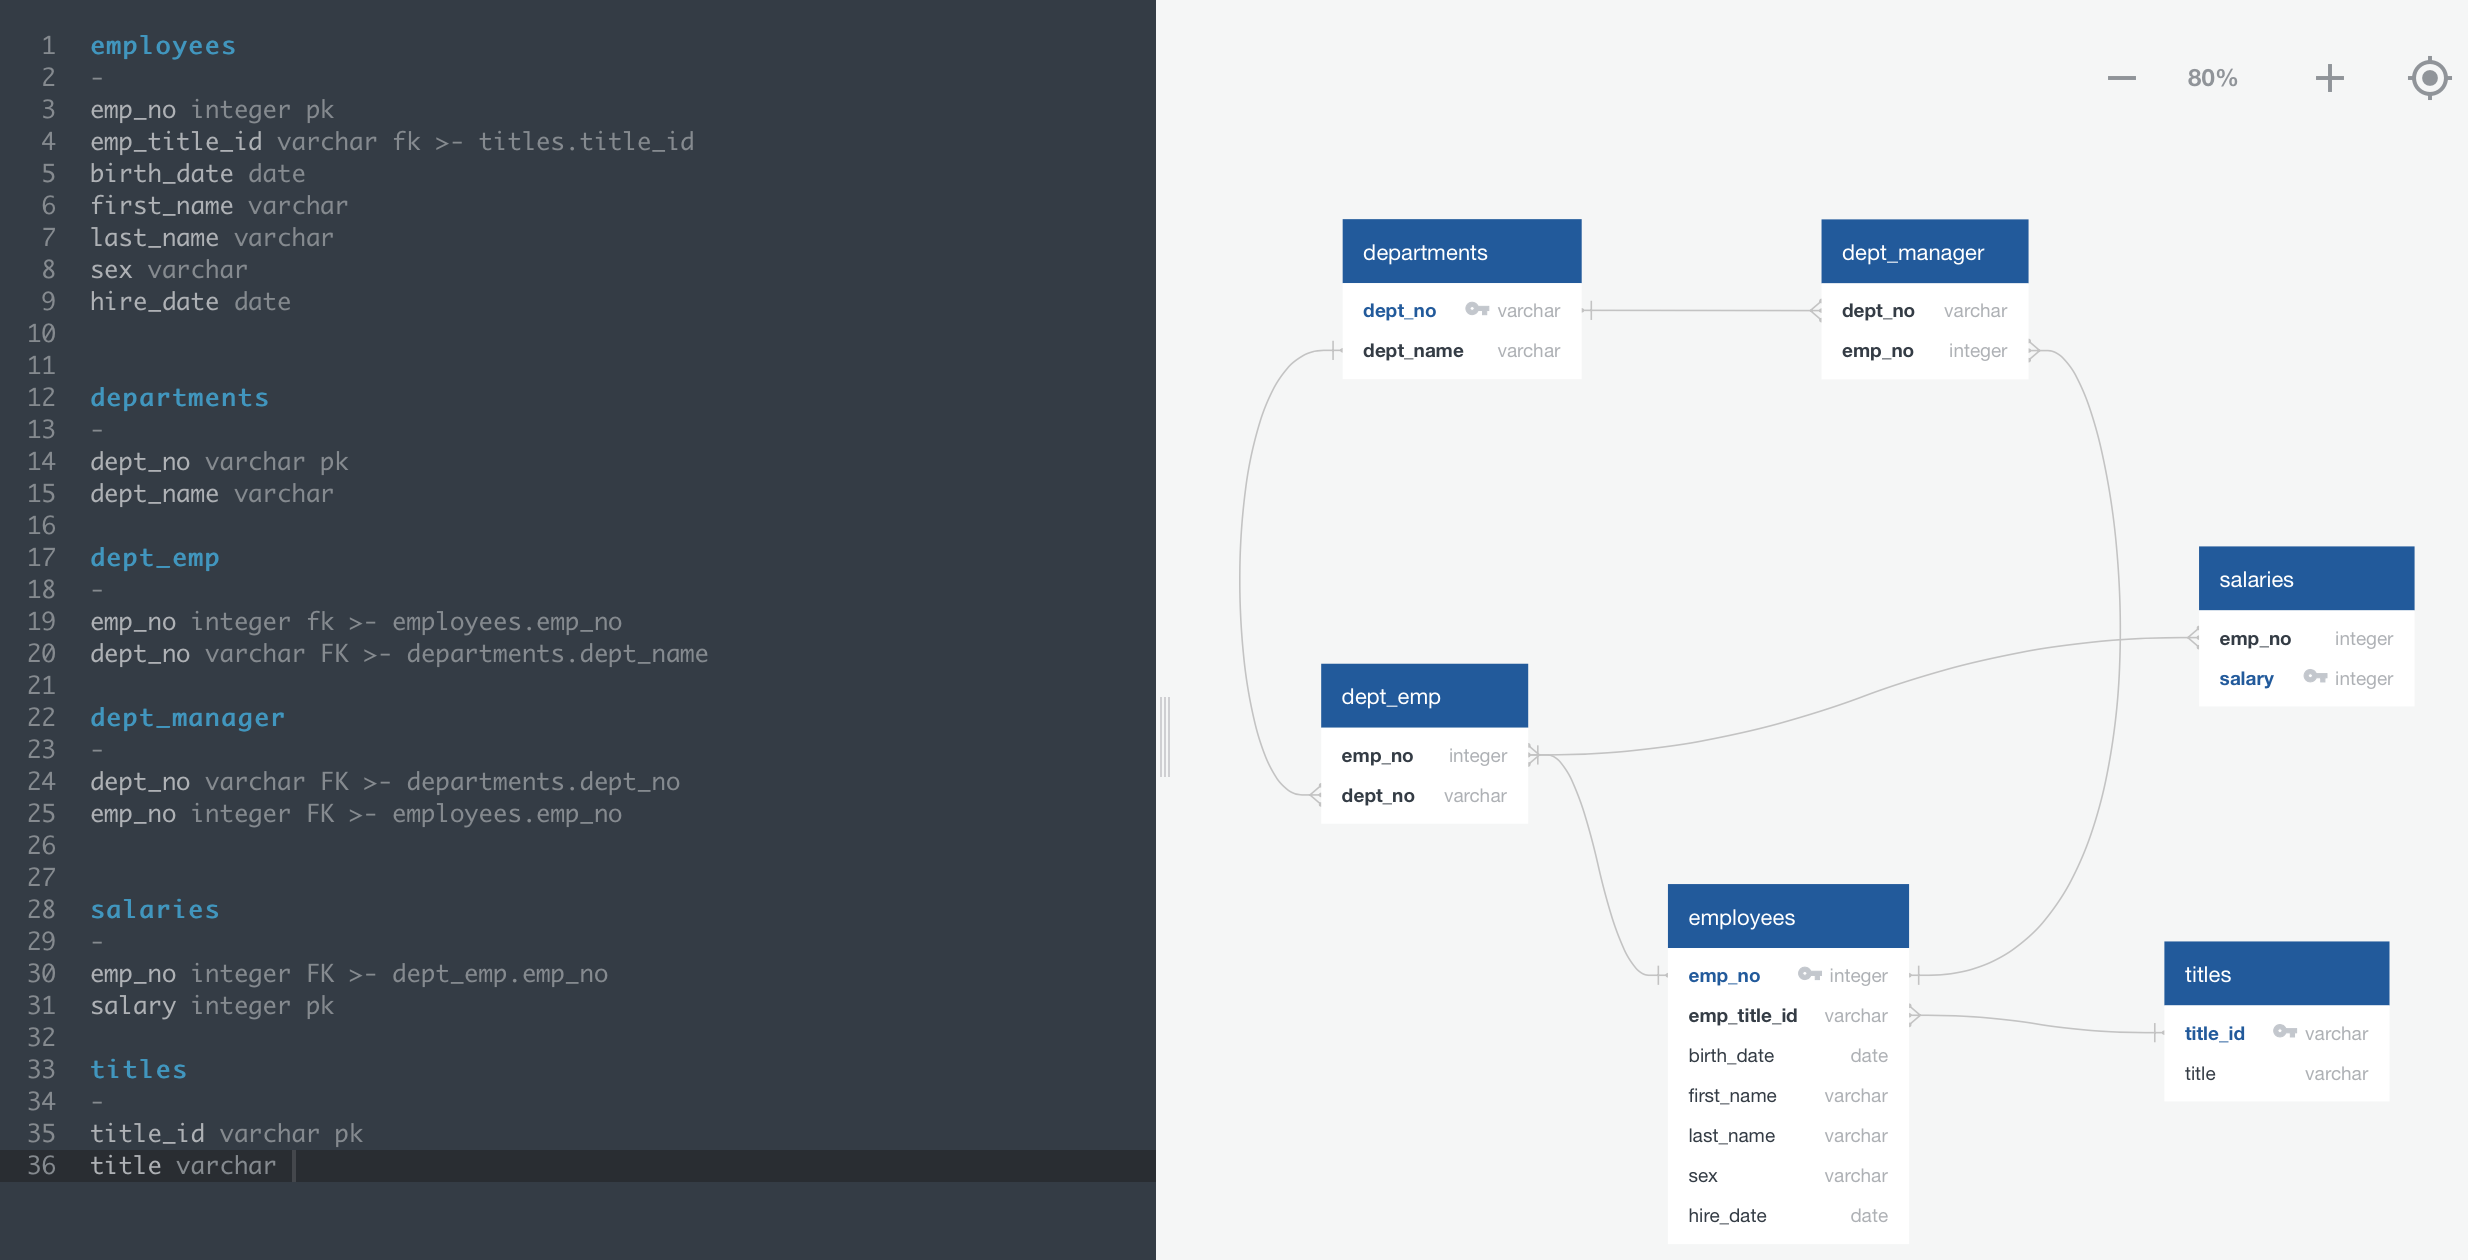 1 employees
2 -
3 emp_no integer pk
4 emp_title_id varchar fk >- titles.title_id
5 birth_date date
6 first_name varchar
7 last_name varchar
8 sex varchar
9 hire_date date
10
11
12 departments
13 -
14 dept_no varchar pk
15 dept_name varchar
16
17 dept_emp
18 -
19 emp_no integer fk >- employees.emp_no
20 dept_no varchar FK >- departments.dept_name
21
22 dept_manager
23 -
24 dept_no varchar FK >- departments.dept_no
25 emp_no integer FK >- employees.emp_no
26
27
28 salaries
29 -
30 emp_no integer FK >- dept_emp.emp_no
31 salary integer pk
32
33 titles
34 -
35 title_id varchar pk
36 title varchar
80%
departments
dept_no varchar
dept_name varchar
dept_manager
dept_no varchar
emp_no integer
salaries
emp_no integer
salary integer
dept_emp
emp_no integer
dept_no varchar
employees
emp_no integer
emp_title_id varchar
birth_date date
first_name varchar
last_name varchar
sex varchar
hire_date date
titles
title_id varchar
title varchar